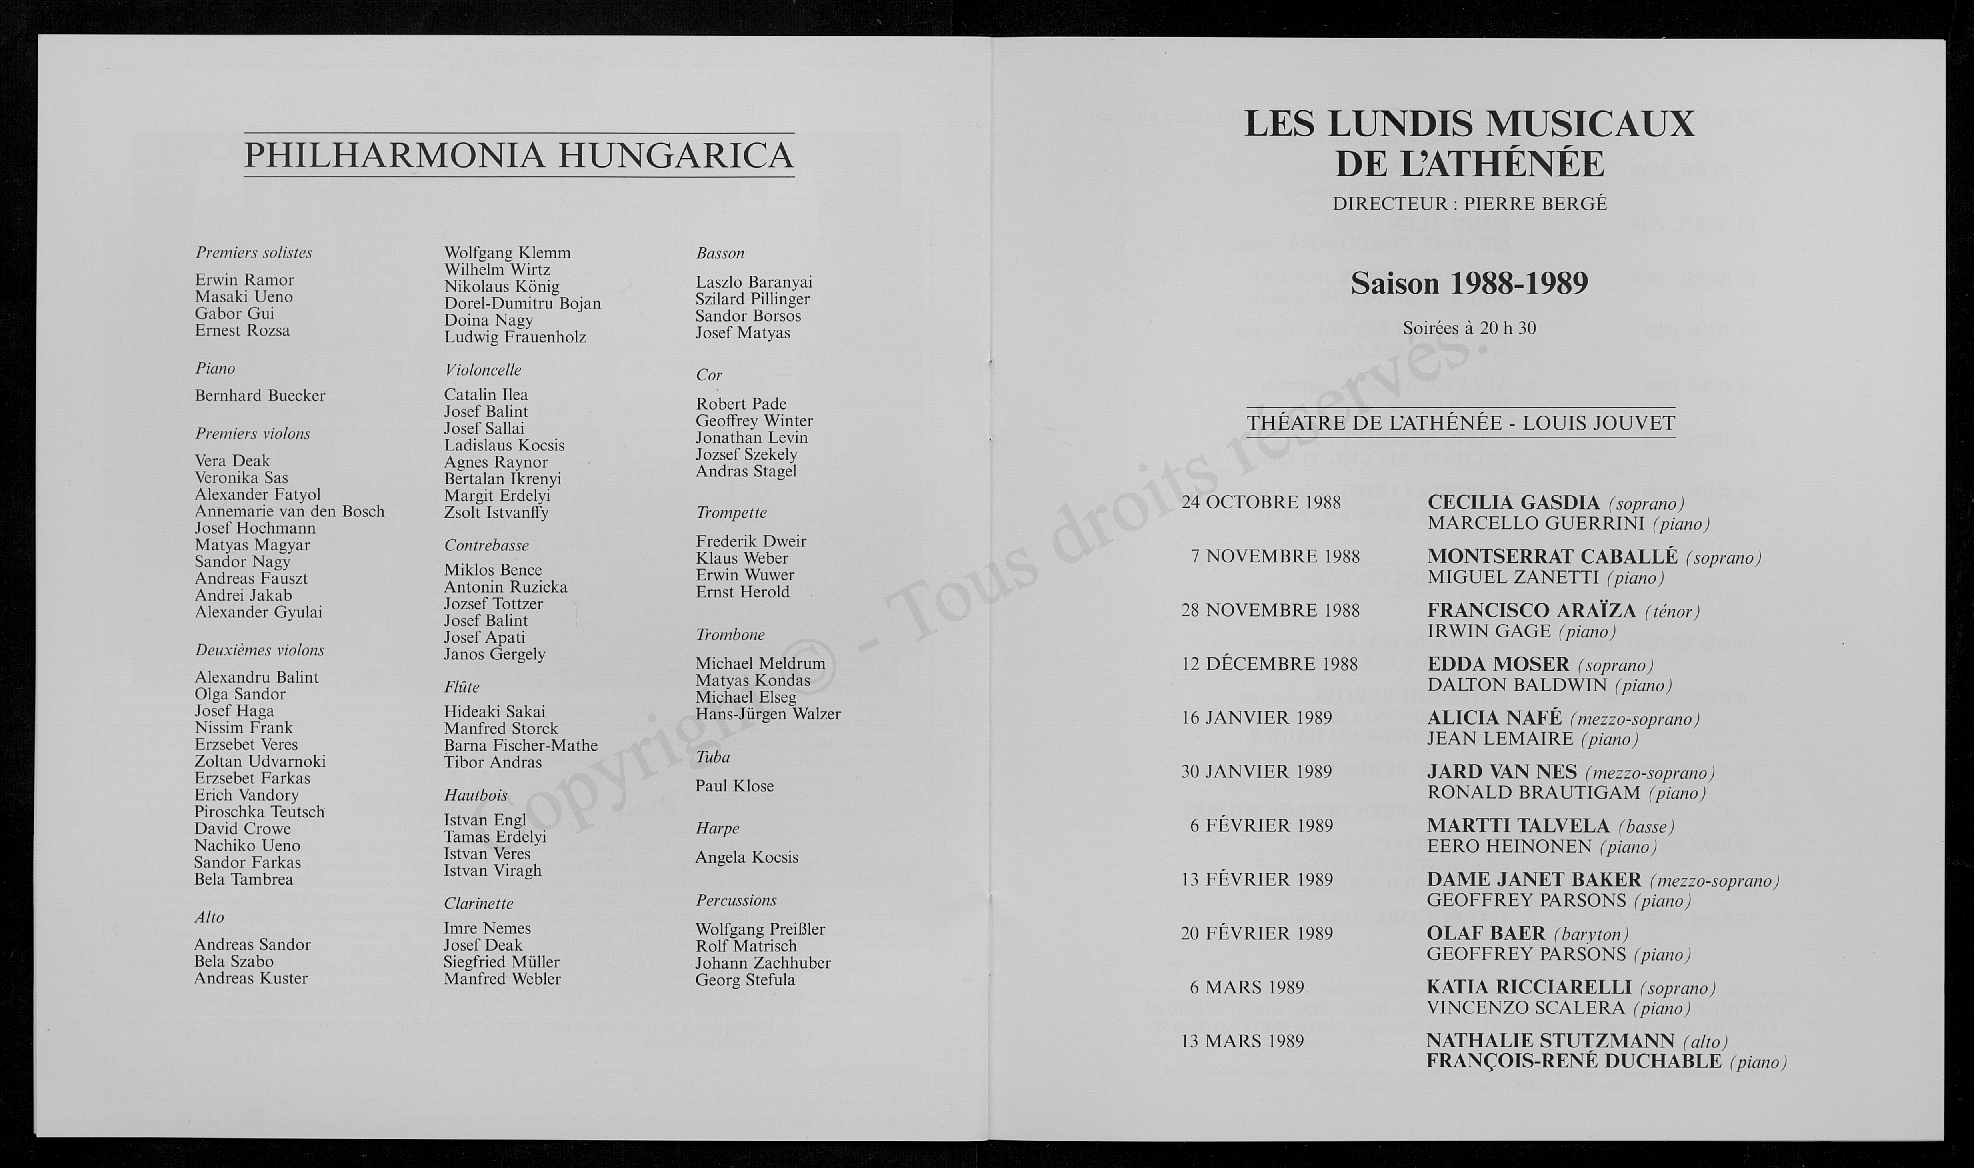 PHILHARMONIA HUNGARICA
Premiers solistes
Erwin Ramor
Masaki Ueno
Gabor Gui
Ernest Rozsa
Piano
Bernhard Buecker
Premiers violons
Vera Deak
Veronika Sas
Alexander Fatyol
Annemarie van den Bosch
Josef Hochmann
Matyas Magyar
Sandor Nagy
Andreas Fauszt
Andrei Jakab
Alexander Gyulai
Deuxièmes violons
Alexandru Balint
Olga Sandor
Josef Haga
Nissim Frank
Erzsebet Veres
Zoltan Udvarnoki
Erzsebet Farkas
Erich Vandory
Piroschka Teutsch
David Crowe
Nachiko Ueno
Sandor Farkas
Bela Tambrea
Alto
Andreas Sandor
Bela Szabo
Andreas Kuster
Wolfgang Klemm
Wilhelm Wirtz
Nikolaus König
Dorel-Dumitru Bojan
Doina Nagy
Ludwig Frauenholz
Violoncelle
Catalin Ilea
Josef Balint
Josef Sallai
Ladislaus Kocsis
Agnes Raynor
Bertalan Ikrenyi
Margit Erdelyi
Zsolt Istvanffy
Contrebasse
Miklos Bence
Antonin Ruzicka
Jozsef Tottzer
Josef Balint
Josef Apati
Janos Gergely
Flûte
Hideaki Sakai
Manfred Storck
Barna Fischer-Mathe
Tibor Andras
Hautbois
Istvan Engl
Tamas Erdelyi
Istvan Veres
Istvan Viragh
Clarinette
Imre Nemes
Josef Deak
Siegfried Müller
Manfred Webler
Basson
Laszlo Baranyai
Szilard Pillinger
Sandor Borsos
Josef Matyas
Cor
Robert Pade
Geoffrey Winter
Jonathan Levin
Jozsef Szekely
Andras Stagel
Trompette
Frederik Dweir
Klaus Weber
Erwin Wuwer
Ernst Herold
Trombone
Michael Meldrum
Matyas Kondas
Michael Elseg
Hans-Jürgen Walzer
Tuba
Paul Klose
Harpe
Angela Kocsis
Percussions
Wolfgang Preißler
Rolf Matrisch
Johann Zachhuber
Georg Stefula
LES LUNDIS MUSICAUX
DE L'ATHÉNÉE
DIRECTEUR : PIERRE BERGÉ
Saison 1988-1989
Soirées à 20 h 30
THÉATRE DE L'ATHÉNÉE - LOUIS JOUVET
24 OCTOBRE 1988 CECILIA GASDIA (soprano)
MARCELLO GUERRINI (piano)
7 NOVEMBRE 1988 MONTSERRAT CABALLÉ (soprano)
MIGUEL ZANETTI (piano)
28 NOVEMBRE 1988 FRANCISCO ARAÏZA (ténor)
IRWIN GAGE (piano)
12 DÉCEMBRE 1988 EDDA MOSER (soprano)
DALTON BALDWIN (piano)
16 JANVIER 1989 ALICIA NAFÉ (mezzo-soprano)
JEAN LEMAIRE (piano)
30 JANVIER 1989 JARD VAN NES (mezzo-soprano)
RONALD BRAUTIGAM (piano)
6 FÉVRIER 1989 MARTTI TALVELA (basse)
EERO HEINONEN (piano)
13 FÉVRIER 1989 DAME JANET BAKER (mezzo-soprano)
GEOFFREY PARSONS (piano)
20 FÉVRIER 1989 OLAF BAER (baryton)
GEOFFREY PARSONS (piano)
6 MARS 1989 KATIA RICCIARELLI (soprano)
VINCENZO SCALERA (piano)
13 MARS 1989 NATHALIE STUTZMANN (alto)
FRANÇOIS-RENÉ DUCHABLE (piano)
Copyright © - Tous droits réservés.